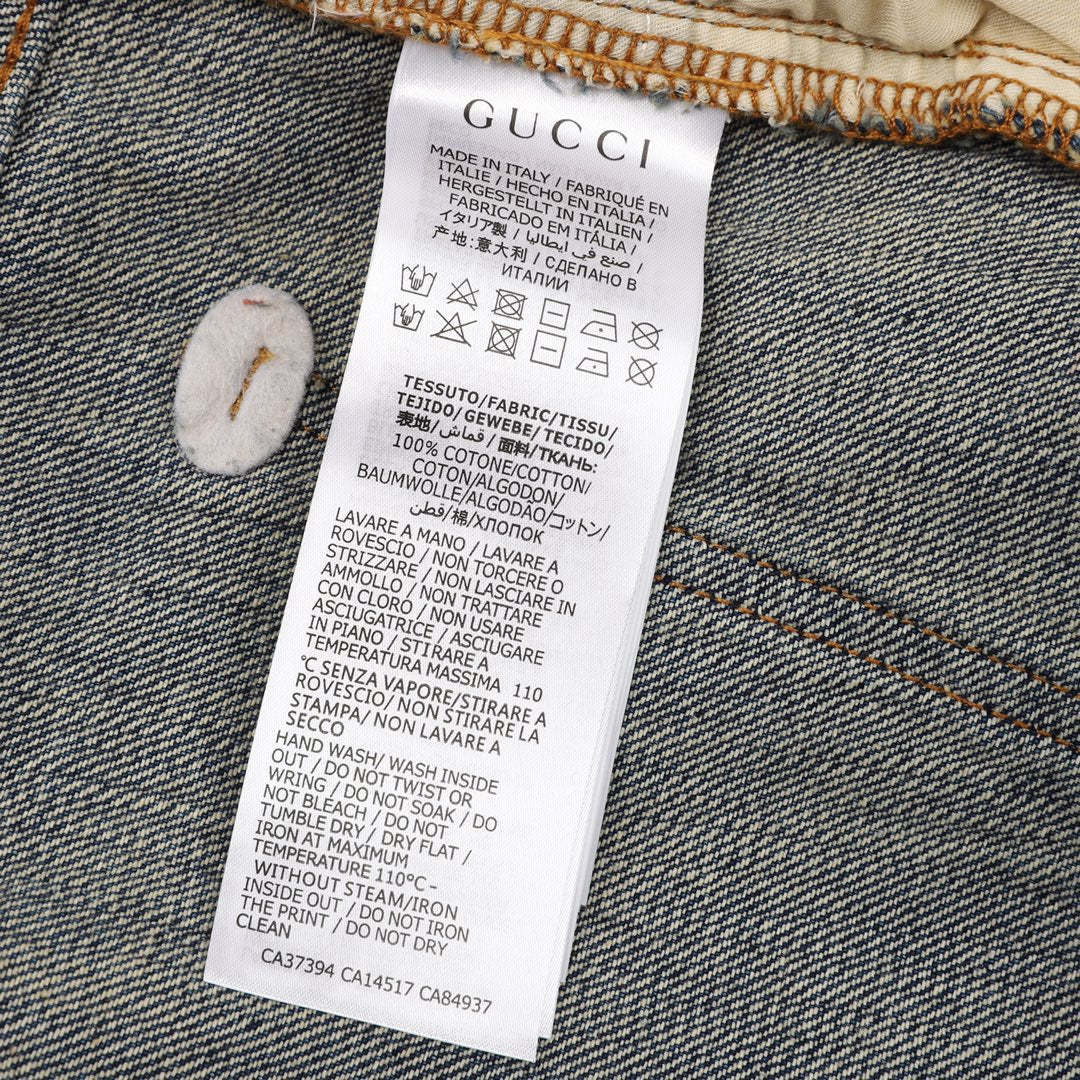 GUCCI
MADE IN ITALY / FABRIQUÉ EN
ITALIE / HECHO EN ITALIA /
HERGESTELLT IN ITALIEN /
FABRICADO EM ITÁLIA /
イタリア製 / صنع في ايطاليا /
产地:意大利 / СДЕЛАНО В
ИТАЛИИ
TESSUTO/FABRIC/TISSU/
TEJIDO/GEWEBE/TECIDO/
表地/قماش/面料/ТКАНЬ:
100% COTONE/COTTON/
COTON/ALGODON/
BAUMWOLLE/ALGODÃO/コットン/
قطن/棉/ХЛОПОК
LAVARE A MANO / LAVARE A
ROVESCIO / NON TORCERE O
STRIZZARE / NON LASCIARE IN
AMMOLLO / NON TRATTARE
CON CLORO / NON USARE
ASCIUGATRICE / ASCIUGARE
IN PIANO / STIRARE A
TEMPERATURA MASSIMA 110
°C SENZA VAPORE/STIRARE A
ROVESCIO/ NON STIRARE LA
STAMPA/ NON LAVARE A
SECCO
HAND WASH/ WASH INSIDE
OUT / DO NOT TWIST OR
WRING / DO NOT SOAK / DO
NOT BLEACH / DO NOT
TUMBLE DRY / DRY FLAT /
IRON AT MAXIMUM
TEMPERATURE 110°C -
WITHOUT STEAM/IRON
INSIDE OUT / DO NOT IRON
THE PRINT / DO NOT DRY
CLEAN
CA37394 CA14517 CA84937